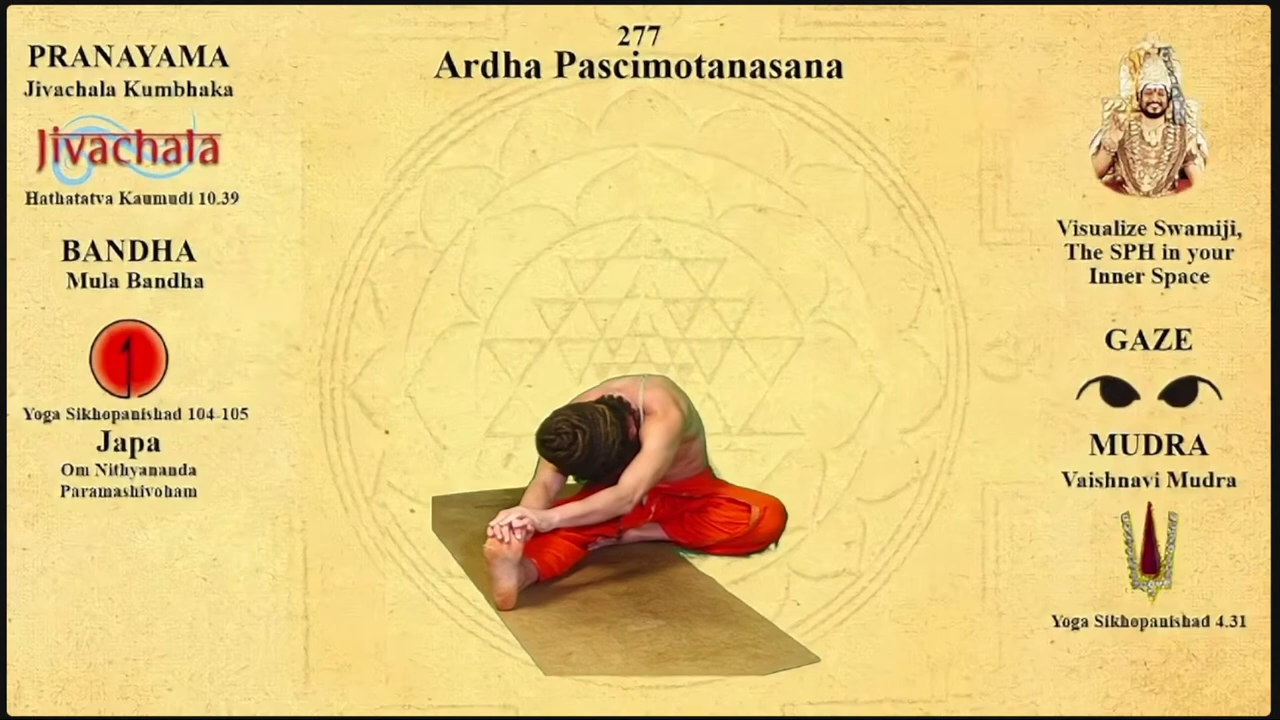 277
Ardha Pascimotanasana
PRANAYAMA
Jivachala Kumbhaka
Jivachala
Hathatatva Kaumudi 10.39
BANDHA
Mula Bandha
Yoga Sikhopanishad 104-105
Japa
Om Nithyananda
Paramashivoham
Visualize Swamiji,
The SPH in your
Inner Space
GAZE
MUDRA
Vaishnavi Mudra
Yoga Sikhopanishad 4.31